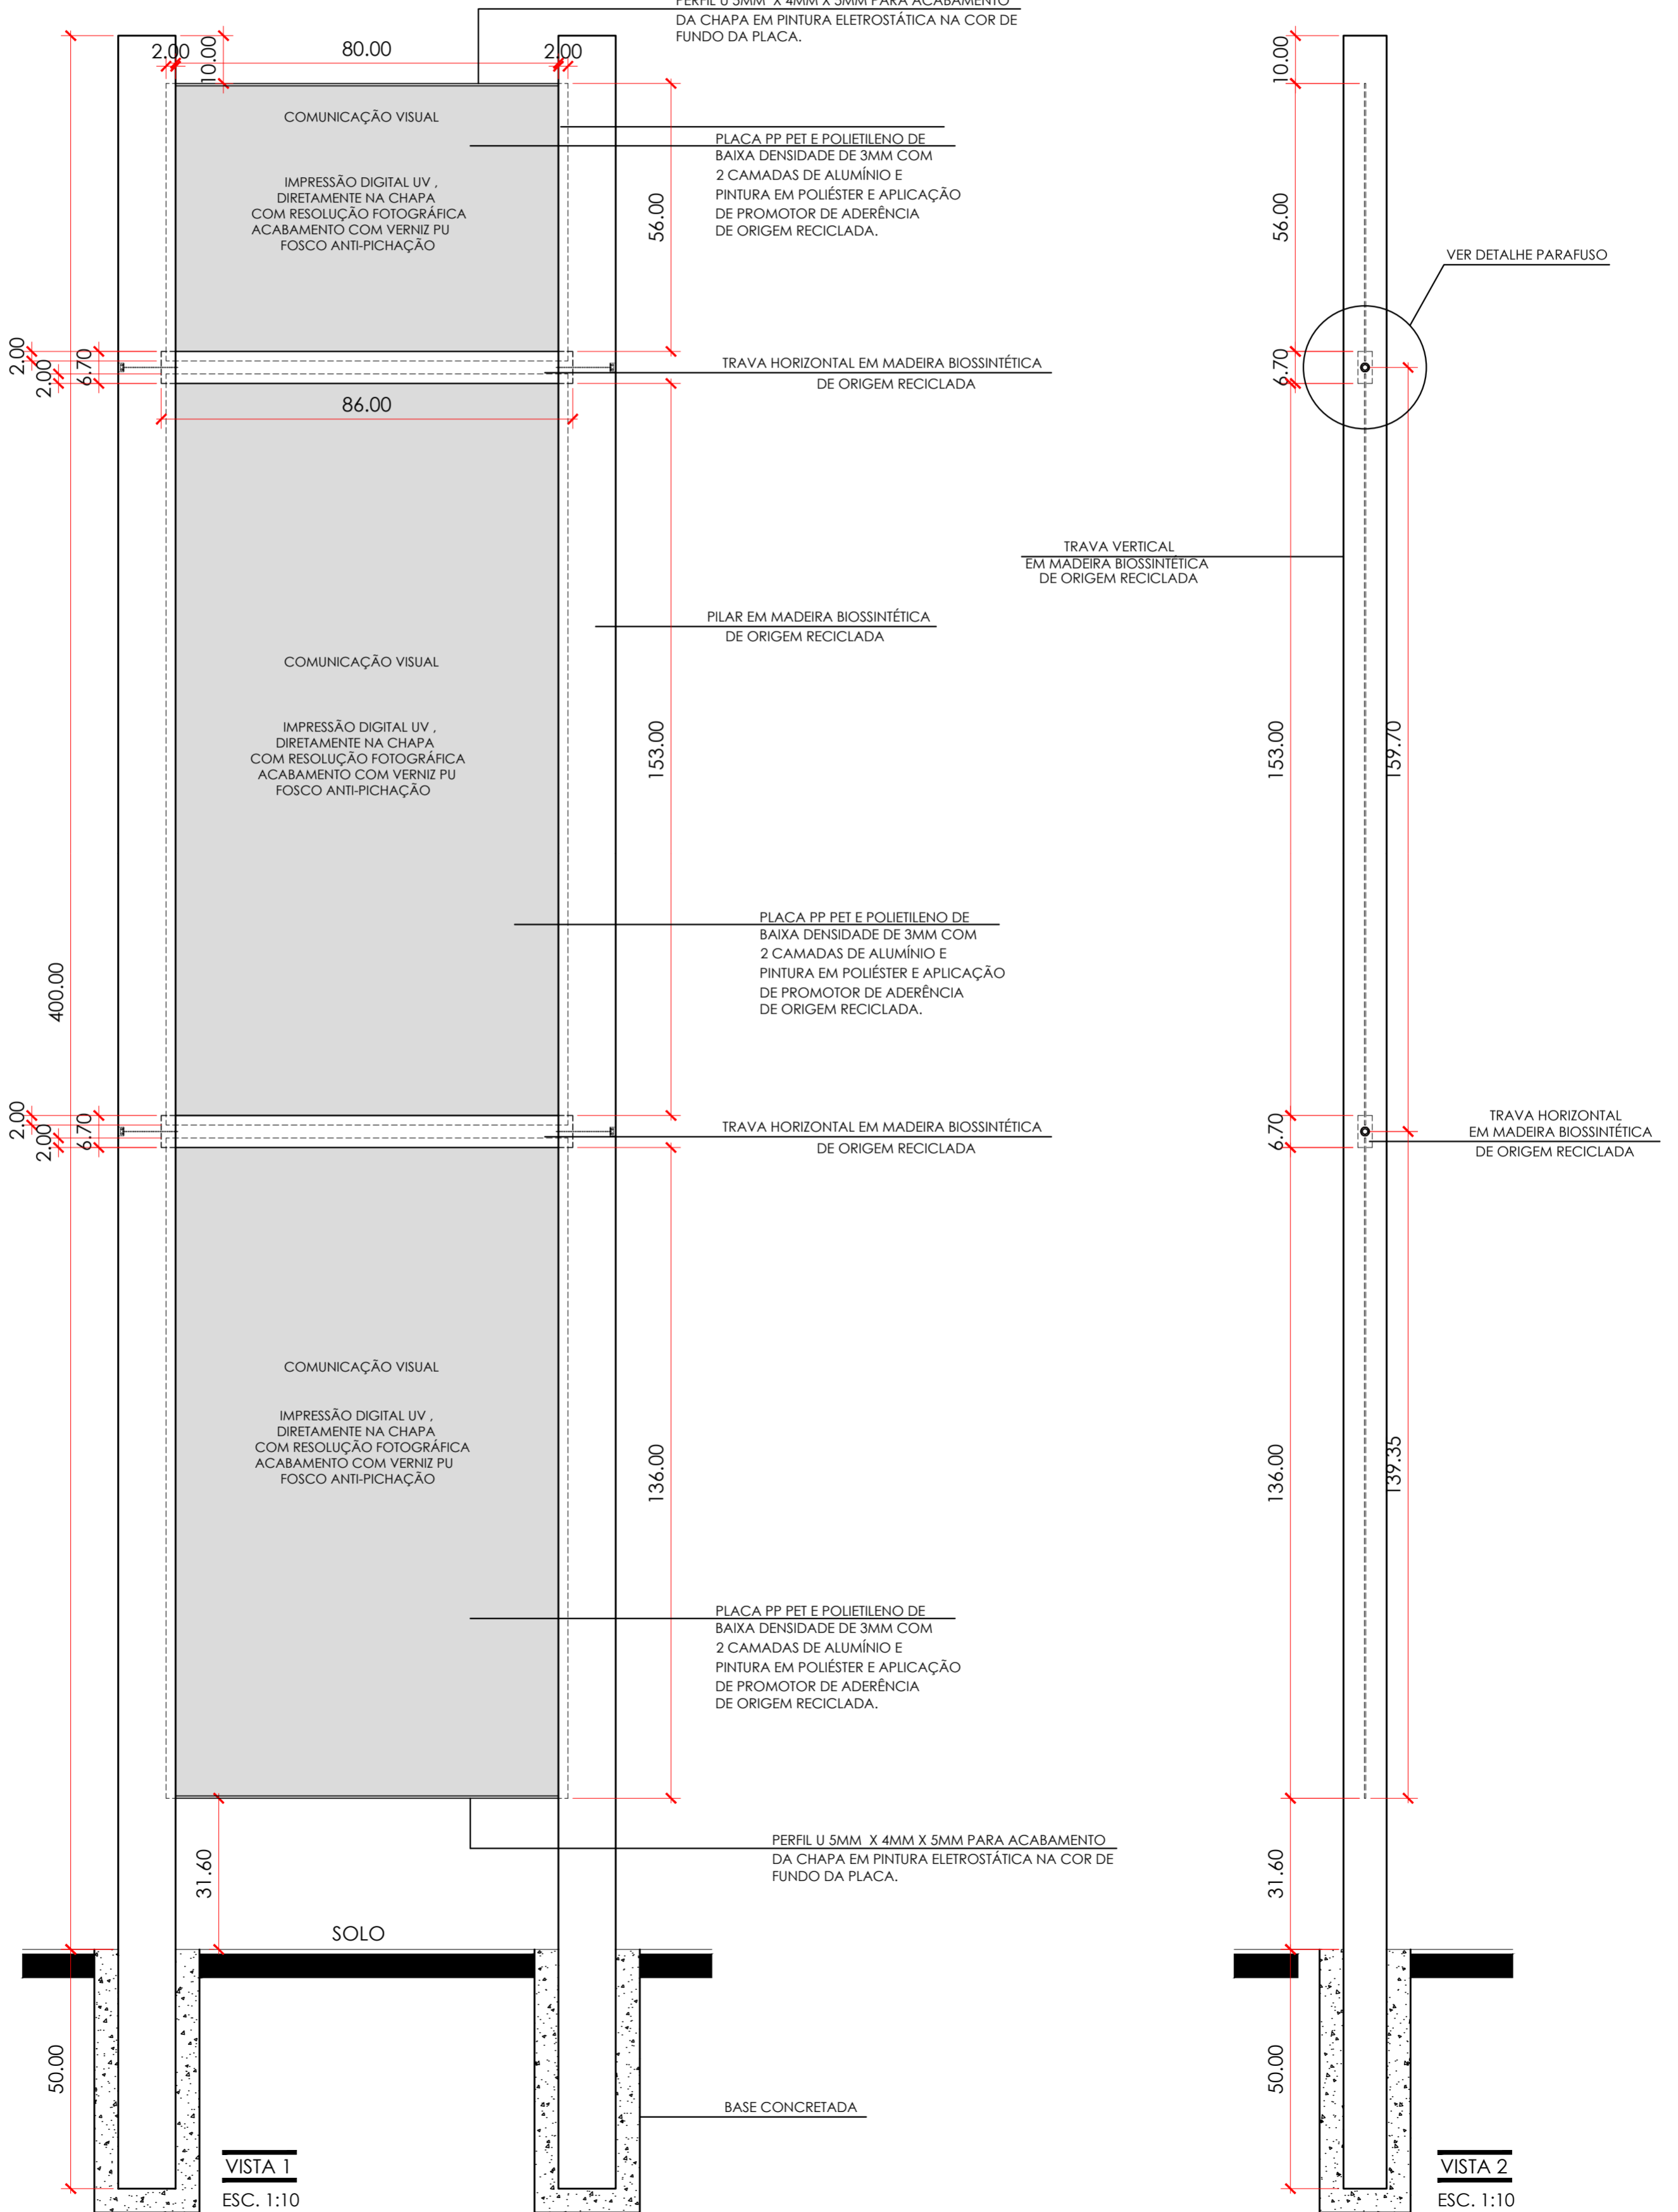 PERFIL U 5MM X 4MM X 5MM PARA ACABAMENTO
DA CHAPA EM PINTURA ELETROSTÁTICA NA COR DE
FUNDO DA PLACA.
2.00
80.00
2.00
10.00
COMUNICAÇÃO VISUAL
IMPRESSÃO DIGITAL UV ,
DIRETAMENTE NA CHAPA
COM RESOLUÇÃO FOTOGRÁFICA
ACABAMENTO COM VERNIZ PU
FOSCO ANTI-PICHAÇÃO
PLACA PP PET E POLIETILENO DE
BAIXA DENSIDADE DE 3MM COM
2 CAMADAS DE ALUMÍNIO E
PINTURA EM POLIÉSTER E APLICAÇÃO
DE PROMOTOR DE ADERÊNCIA
DE ORIGEM RECICLADA.
56.00
2.00
2.00
6.70
TRAVA HORIZONTAL EM MADEIRA BIOSSINTÉTICA
DE ORIGEM RECICLADA
86.00
PILAR EM MADEIRA BIOSSINTÉTICA
DE ORIGEM RECICLADA
COMUNICAÇÃO VISUAL
IMPRESSÃO DIGITAL UV ,
DIRETAMENTE NA CHAPA
COM RESOLUÇÃO FOTOGRÁFICA
ACABAMENTO COM VERNIZ PU
FOSCO ANTI-PICHAÇÃO
153.00
PLACA PP PET E POLIETILENO DE
BAIXA DENSIDADE DE 3MM COM
2 CAMADAS DE ALUMÍNIO E
PINTURA EM POLIÉSTER E APLICAÇÃO
DE PROMOTOR DE ADERÊNCIA
DE ORIGEM RECICLADA.
400.00
2.00
2.00
6.70
TRAVA HORIZONTAL EM MADEIRA BIOSSINTÉTICA
DE ORIGEM RECICLADA
COMUNICAÇÃO VISUAL
IMPRESSÃO DIGITAL UV ,
DIRETAMENTE NA CHAPA
COM RESOLUÇÃO FOTOGRÁFICA
ACABAMENTO COM VERNIZ PU
FOSCO ANTI-PICHAÇÃO
136.00
PLACA PP PET E POLIETILENO DE
BAIXA DENSIDADE DE 3MM COM
2 CAMADAS DE ALUMÍNIO E
PINTURA EM POLIÉSTER E APLICAÇÃO
DE PROMOTOR DE ADERÊNCIA
DE ORIGEM RECICLADA.
PERFIL U 5MM X 4MM X 5MM PARA ACABAMENTO
DA CHAPA EM PINTURA ELETROSTÁTICA NA COR DE
FUNDO DA PLACA.
31.60
SOLO
50.00
BASE CONCRETADA
VISTA 1
ESC. 1:10
10.00
56.00
VER DETALHE PARAFUSO
6.70
TRAVA VERTICAL
EM MADEIRA BIOSSINTÉTICA
DE ORIGEM RECICLADA
153.00
159.70
6.70
TRAVA HORIZONTAL
EM MADEIRA BIOSSINTÉTICA
DE ORIGEM RECICLADA
136.00
139.35
31.60
50.00
VISTA 2
ESC. 1:10